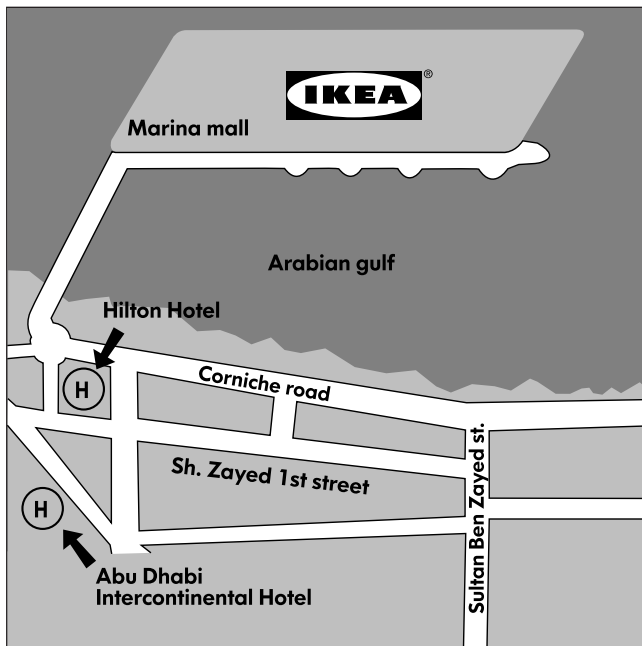 IKEA®
Marina mall
Arabian gulf
Hilton Hotel
H
Corniche road
Sh. Zayed 1st street
Sultan Ben Zayed st.
H
Abu Dhabi
Intercontinental Hotel